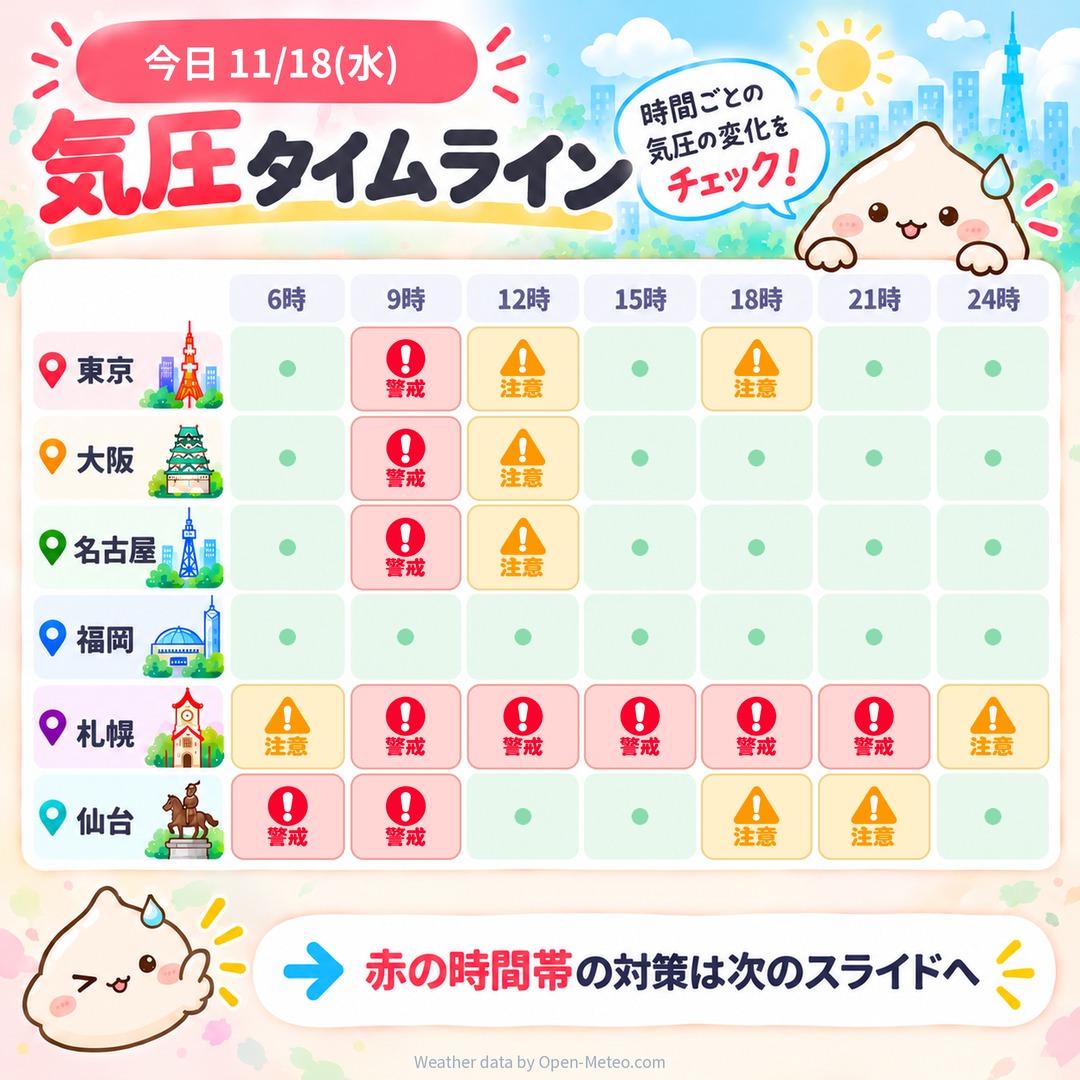 今日 11/18(水)
気圧タイムライン
時間ごとの
気圧の変化を
チェック!
6時 9時 12時 15時 18時 21時 24時
東京 警戒 注意 注意
大阪 警戒 注意
名古屋 警戒 注意
福岡
札幌 注意 警戒 警戒 警戒 警戒 警戒 注意
仙台 警戒 警戒 注意 注意
赤の時間帯の対策は次のスライドへ
Weather data by Open-Meteo.com